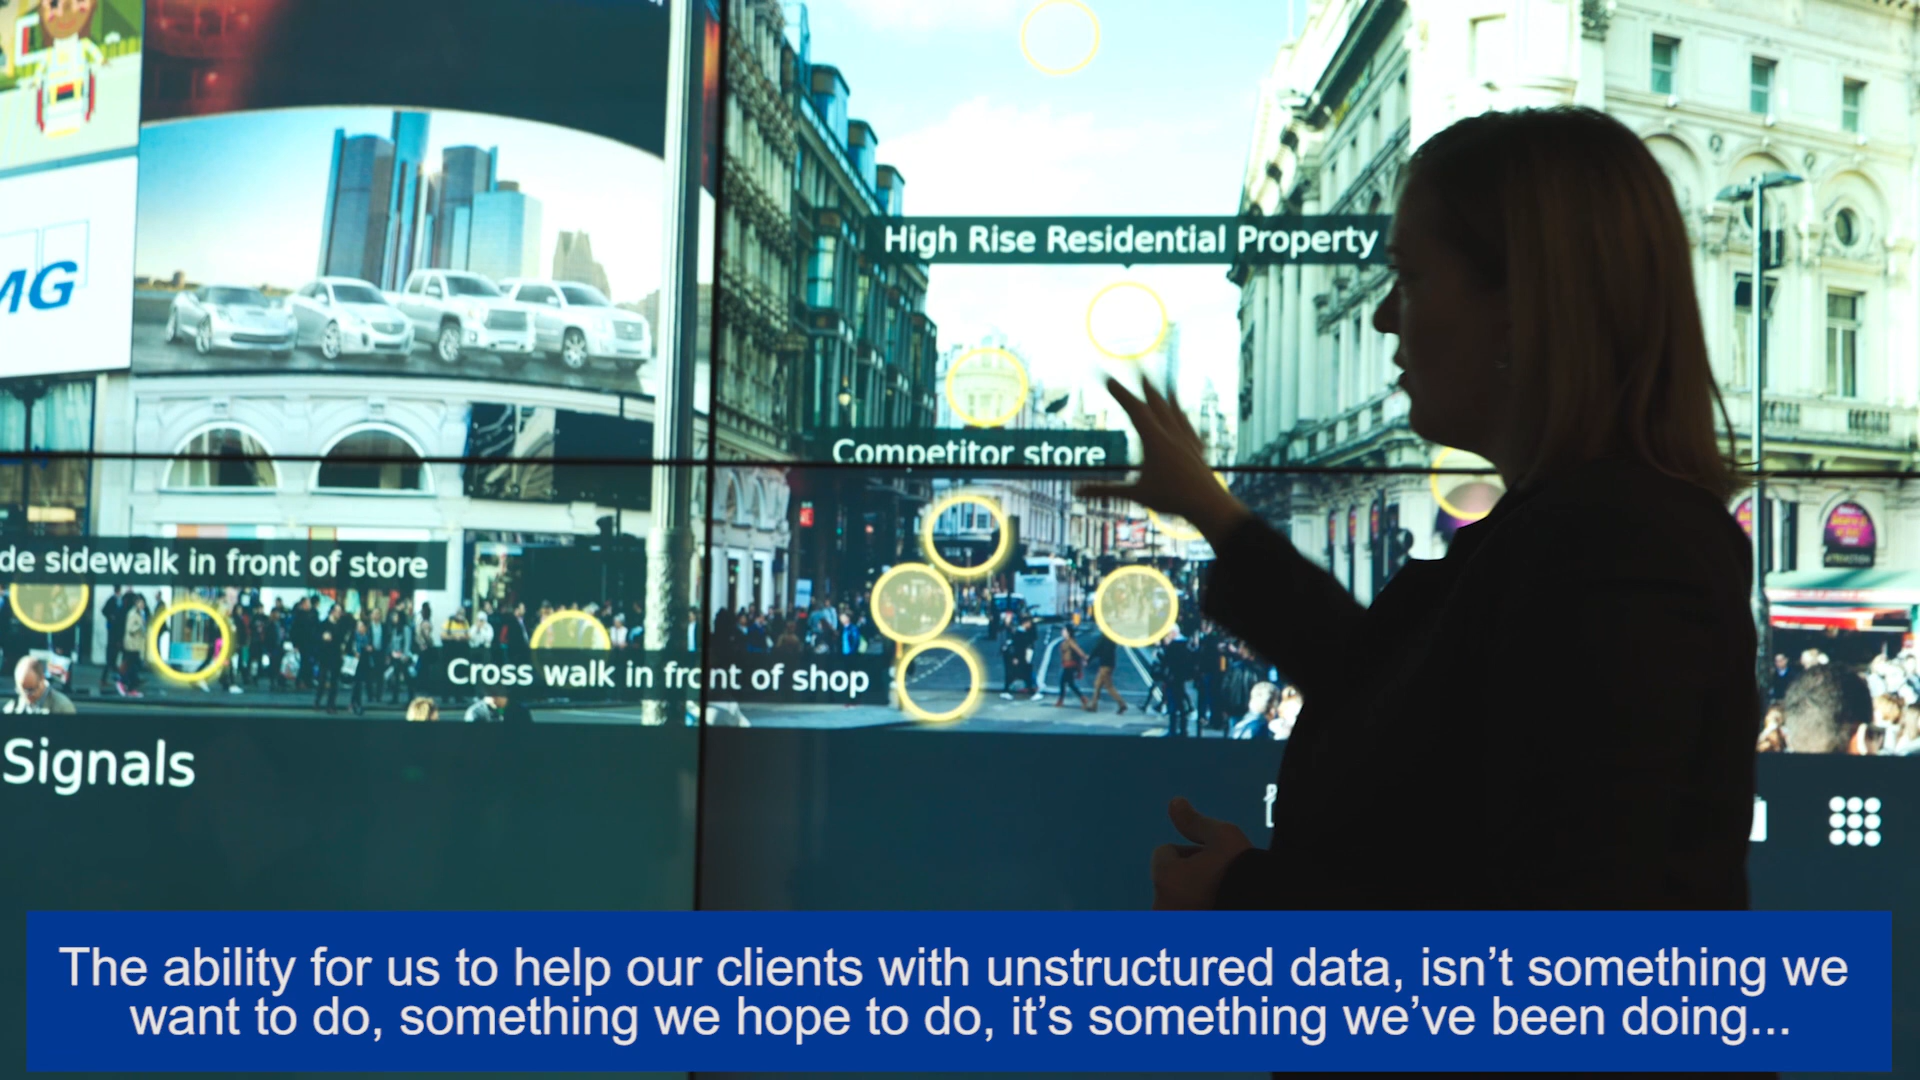 MG
High Rise Residential Property
Competitor store
de sidewalk in front of store
Cross walk in front of shop
Signals
The ability for us to help our clients with unstructured data, isn’t something we
want to do, something we hope to do, it’s something we’ve been doing...